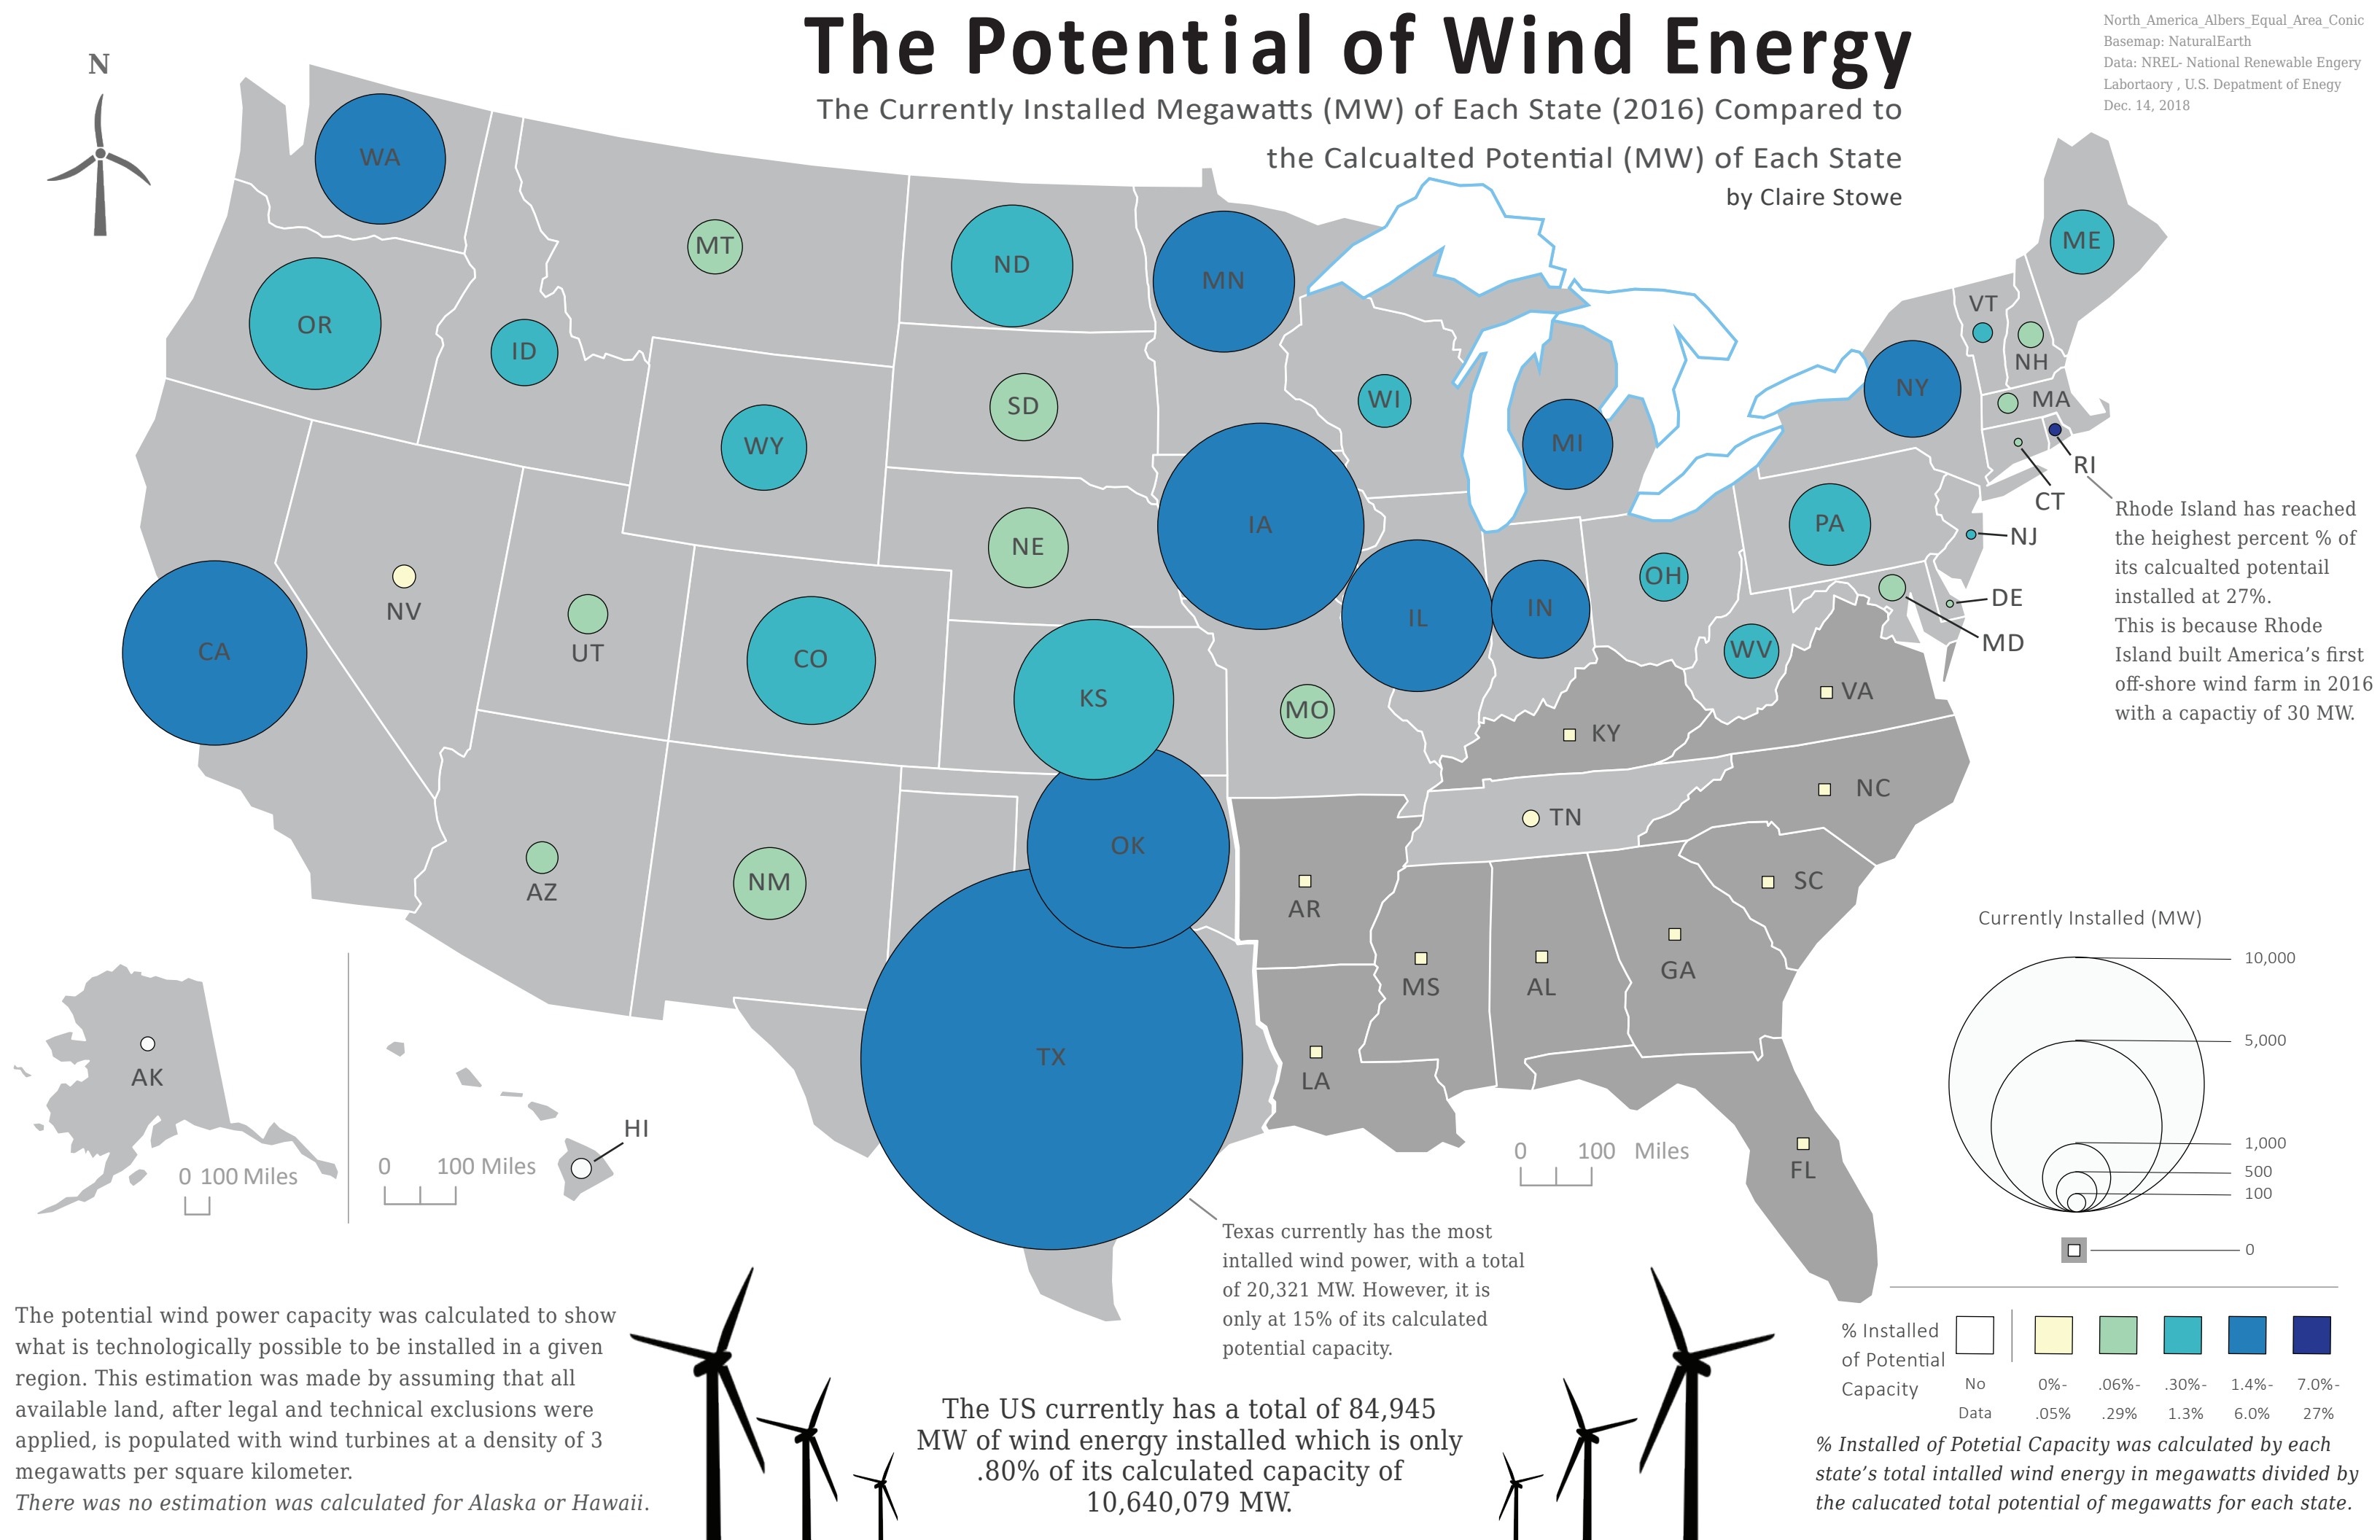 The Potential of Wind Energy
The Currently Installed Megawatts (MW) of Each State (2016) Compared to
the Calcualted Potential (MW) of Each State
by Claire Stowe
North_America_Albers_Equal_Area_Conic
Basemap: NaturalEarth
Data: NREL- National Renewable Engery
Labortaory , U.S. Depatment of Enegy
Dec. 14, 2018
N
WA
MT
ND
MN
ME
OR
ID
VT
NH
SD
WI
NY
MA
WY
MI
RI
CT
IA
PA
NJ
NE
OH
NV
IN
DE
UT
IL
MD
CA
CO
WV
KS
MO
VA
KY
NC
TN
OK
AZ
NM
AR
SC
MS
AL
GA
TX
LA
AK
HI
FL
Rhode Island has reached
the heighest percent % of
its calcualted potentail
installed at 27%.
This is because Rhode
Island built America’s first
off-shore wind farm in 2016
with a capactiy of 30 MW.
Currently Installed (MW)
10,000
5,000
1,000
500
100
0
0 100 Miles
0 100 Miles
0 100 Miles
Texas currently has the most
intalled wind power, with a total
of 20,321 MW. However, it is
only at 15% of its calculated
potential capacity.
The potential wind power capacity was calculated to show
what is technologically possible to be installed in a given
region. This estimation was made by assuming that all
available land, after legal and technical exclusions were
applied, is populated with wind turbines at a density of 3
megawatts per square kilometer.
There was no estimation was calculated for Alaska or Hawaii.
The US currently has a total of 84,945
MW of wind energy installed which is only
.80% of its calculated capacity of
10,640,079 MW.
% Installed
of Potential
Capacity
No 0%- .06%- .30%- 1.4%- 7.0%-
Data .05% .29% 1.3% 6.0% 27%
% Installed of Potetial Capacity was calculated by each
state’s total intalled wind energy in megawatts divided by
the calucated total potential of megawatts for each state.